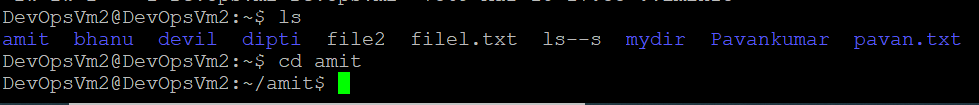 DevOpsVm2@DevOpsVm2:~$ ls
amit  bhanu  devil  dipti  file2  filel.txt  ls--s  mydir  Pavankumar  pavan.txt
DevOpsVm2@DevOpsVm2:~$ cd amit
DevOpsVm2@DevOpsVm2:~/amit$